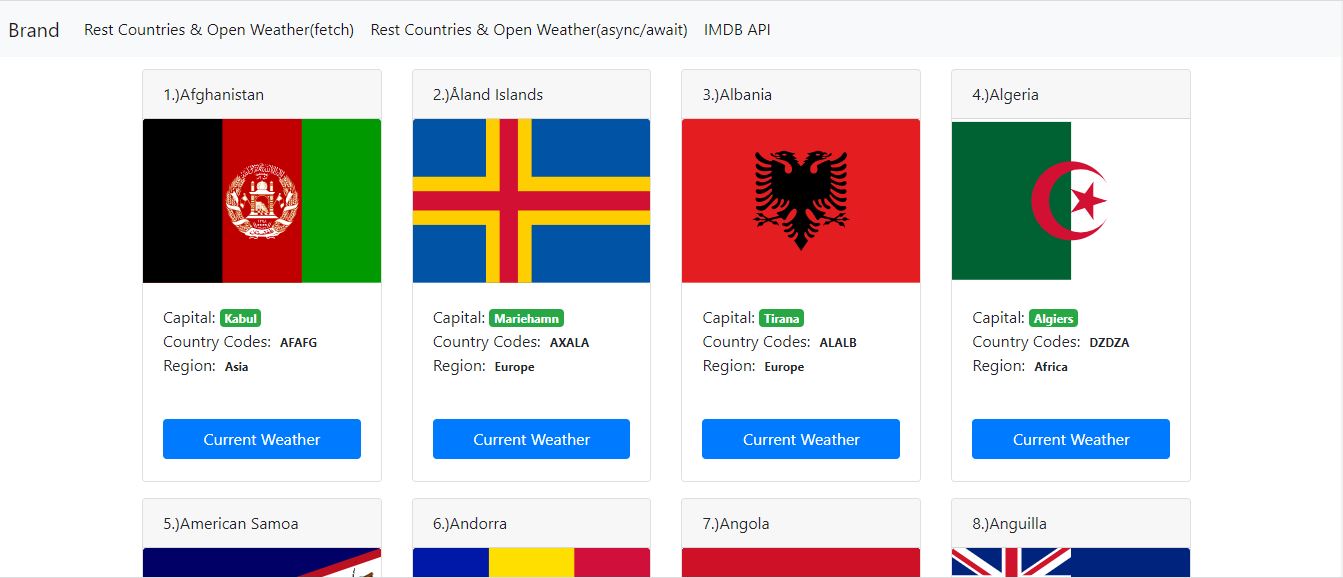 Brand Rest Countries & Open Weather(fetch) Rest Countries & Open Weather(async/await) IMDB API
1.)Afghanistan
Capital: Kabul
Country Codes: AFAFG
Region: Asia
Current Weather
2.)Åland Islands
Capital: Mariehamn
Country Codes: AXALA
Region: Europe
Current Weather
3.)Albania
Capital: Tirana
Country Codes: ALALB
Region: Europe
Current Weather
4.)Algeria
Capital: Algiers
Country Codes: DZDZA
Region: Africa
Current Weather
5.)American Samoa
6.)Andorra
7.)Angola
8.)Anguilla